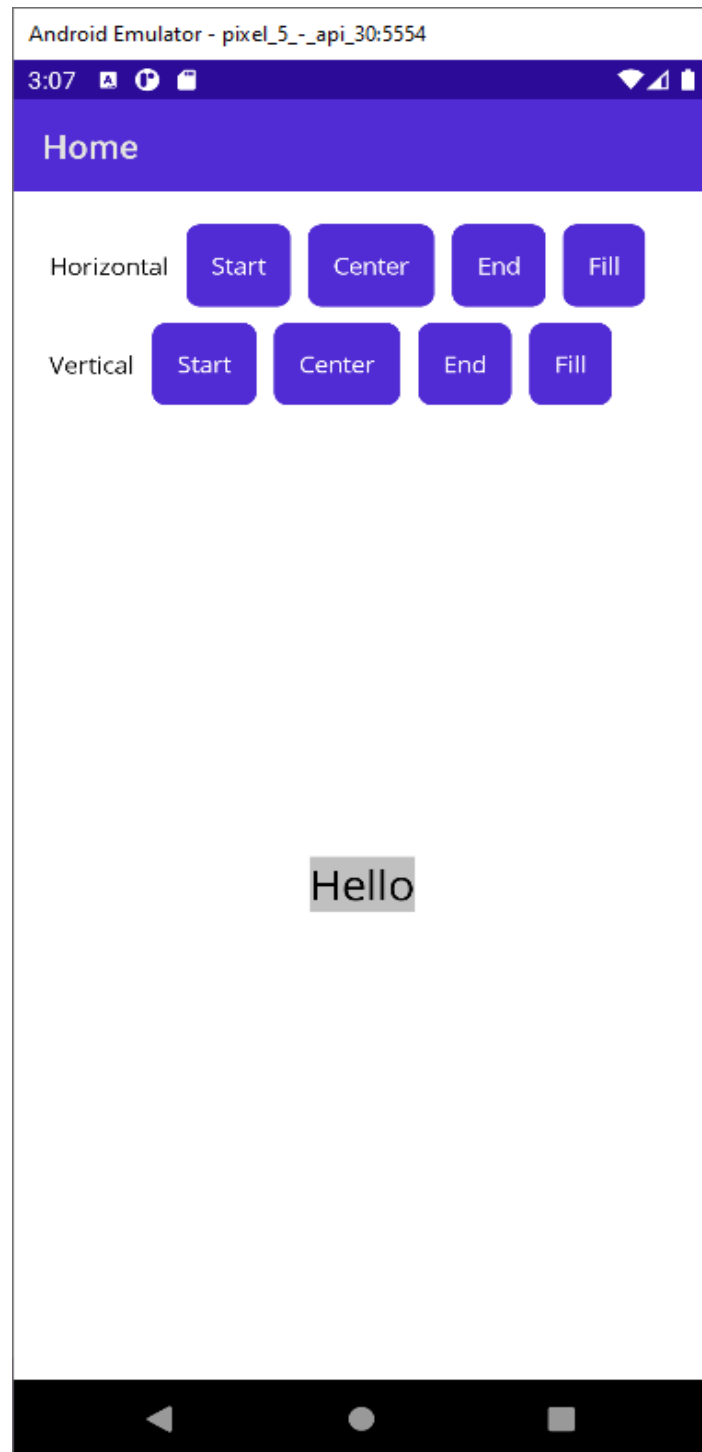 Android Emulator - pixel_5_-_api_30:5554
3:07
Home
Horizontal Start Center End Fill
Vertical Start Center End Fill
Hello